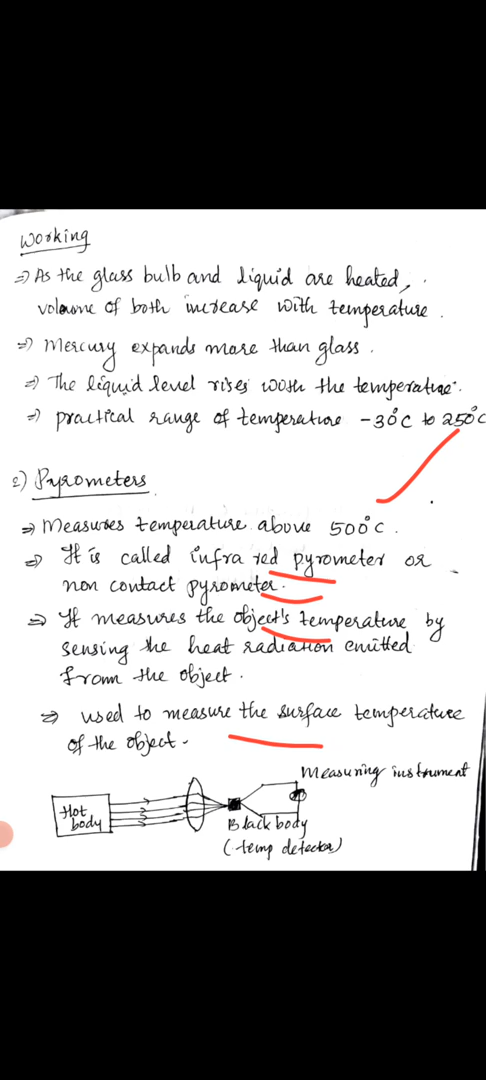 Working
⇒ As the glass bulb and liquid are heated,
volume of both increase with temperature.
⇒ Mercury expands more than glass.
⇒ The liquid level rises with the temperature.
⇒ practical range of temperature -30°C to 250°C
2) Pyrometers
⇒ Measures temperature above 500°C.
⇒ It is called infra red pyrometer or
non contact pyrometer.
⇒ It measures the object's temperature by
sensing the heat radiation emitted
from the object.
⇒ used to measure the surface temperature
of the object.
Measuring instrument
Hot
body
Black body
(temp detector)